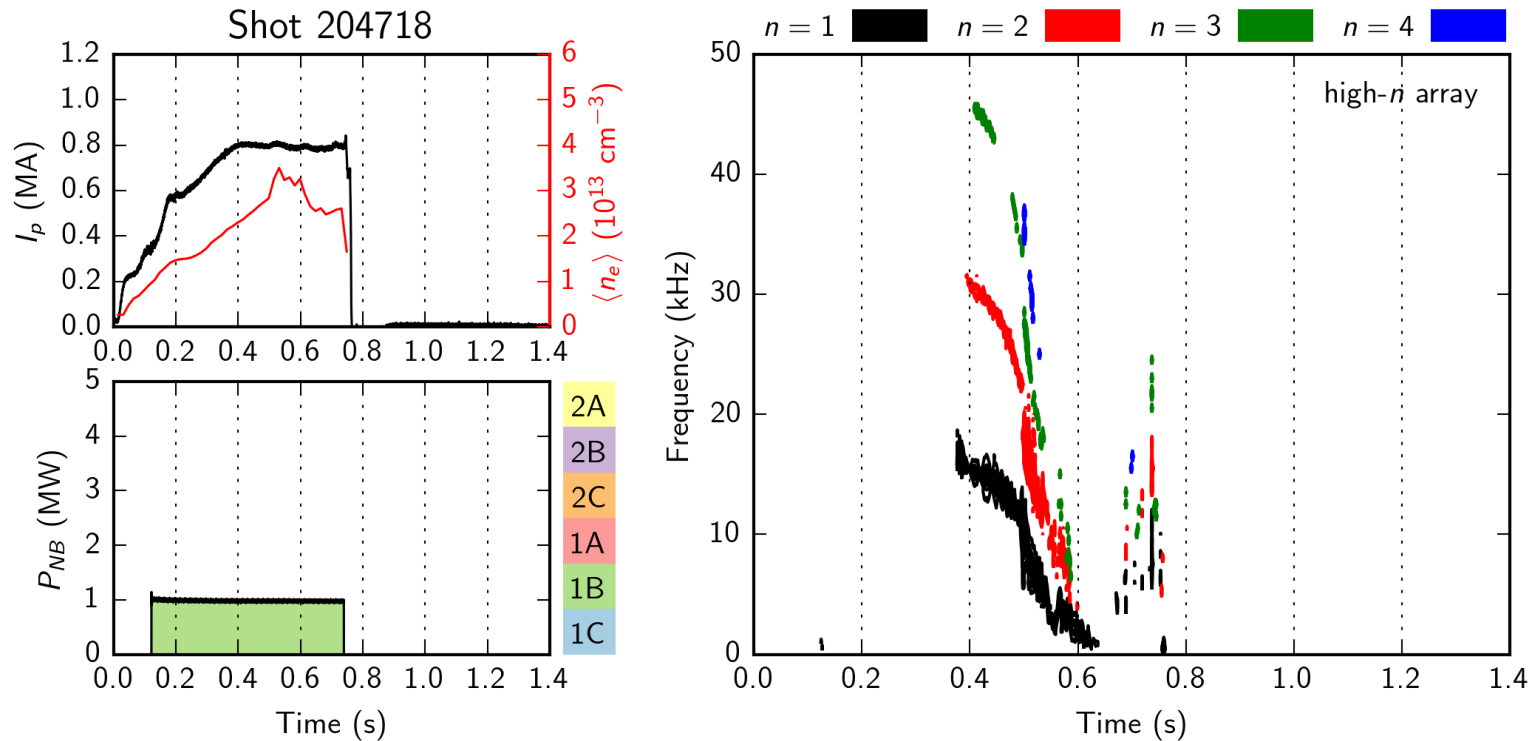 Shot 204718
1.2
1.0
0.8
0.6
0.4
0.2
0.0
I_p (MA)
6
5
4
3
2
1
0
⟨n_e⟩ (10^13 cm^−3)
0.0 0.2 0.4 0.6 0.8 1.0 1.2 1.4
5
4
3
2
1
0
P_NB (MW)
2A
2B
2C
1A
1B
1C
0.0 0.2 0.4 0.6 0.8 1.0 1.2 1.4
Time (s)
n = 1 n = 2 n = 3 n = 4
high-n array
50
40
30
20
10
0
Frequency (kHz)
0.0 0.2 0.4 0.6 0.8 1.0 1.2 1.4
Time (s)